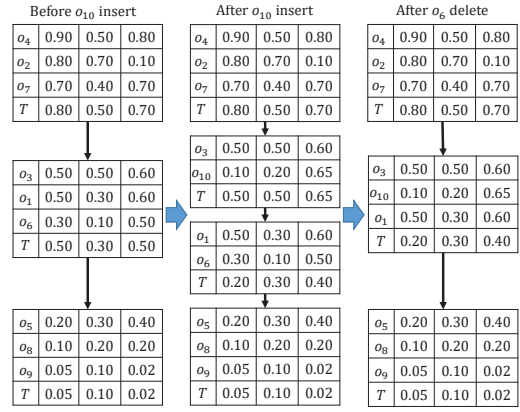 Before o10 insert
o4 0.90 0.50 0.80
o2 0.80 0.70 0.10
o7 0.70 0.40 0.70
T 0.80 0.50 0.70
o3 0.50 0.50 0.60
o1 0.50 0.30 0.60
o6 0.30 0.10 0.50
T 0.50 0.30 0.50
o5 0.20 0.30 0.40
o8 0.10 0.20 0.20
o9 0.05 0.10 0.02
T 0.05 0.10 0.02
After o10 insert
o4 0.90 0.50 0.80
o2 0.80 0.70 0.10
o7 0.70 0.40 0.70
T 0.80 0.50 0.70
o3 0.50 0.50 0.60
o10 0.10 0.20 0.65
T 0.50 0.50 0.65
o1 0.50 0.30 0.60
o6 0.30 0.10 0.50
T 0.20 0.30 0.40
o5 0.20 0.30 0.40
o8 0.10 0.20 0.20
o9 0.05 0.10 0.02
T 0.05 0.10 0.02
After o6 delete
o4 0.90 0.50 0.80
o2 0.80 0.70 0.10
o7 0.70 0.40 0.70
T 0.80 0.50 0.70
o3 0.50 0.50 0.60
o10 0.10 0.20 0.65
o1 0.50 0.30 0.60
T 0.20 0.30 0.40
o5 0.20 0.30 0.40
o8 0.10 0.20 0.20
o9 0.05 0.10 0.02
T 0.05 0.10 0.02